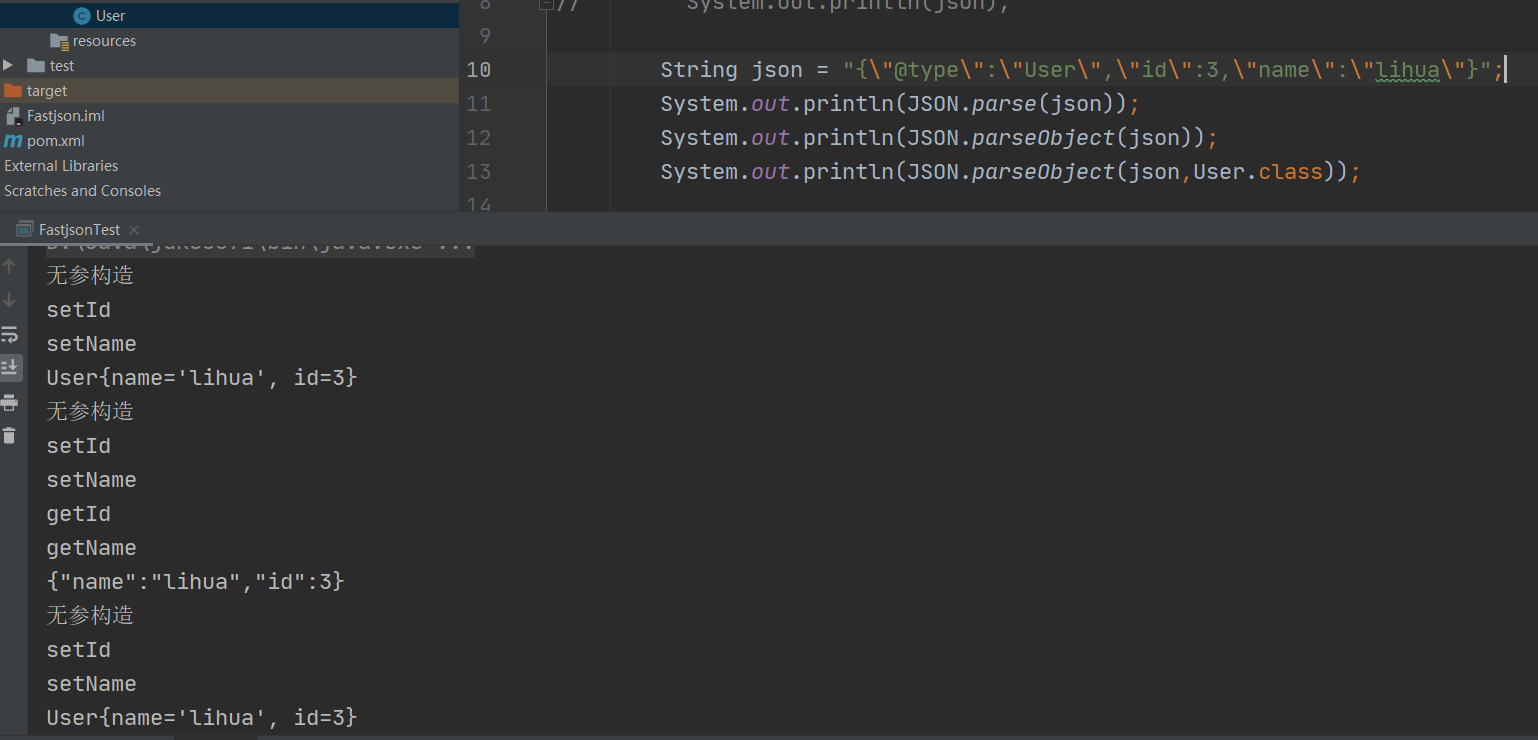 User
resources
test
target
Fastjson.iml
pom.xml
External Libraries
Scratches and Consoles
8 // System.out.println(json);
9
10 String json = "{\"@type\":\"User\",\"id\":3,\"name\":\"lihua\"}";
11 System.out.println(JSON.parse(json));
12 System.out.println(JSON.parseObject(json));
13 System.out.println(JSON.parseObject(json,User.class));
14
FastjsonTest
无参构造
setId
setName
User{name='lihua', id=3}
无参构造
setId
setName
getId
getName
{"name":"lihua","id":3}
无参构造
setId
setName
User{name='lihua', id=3}